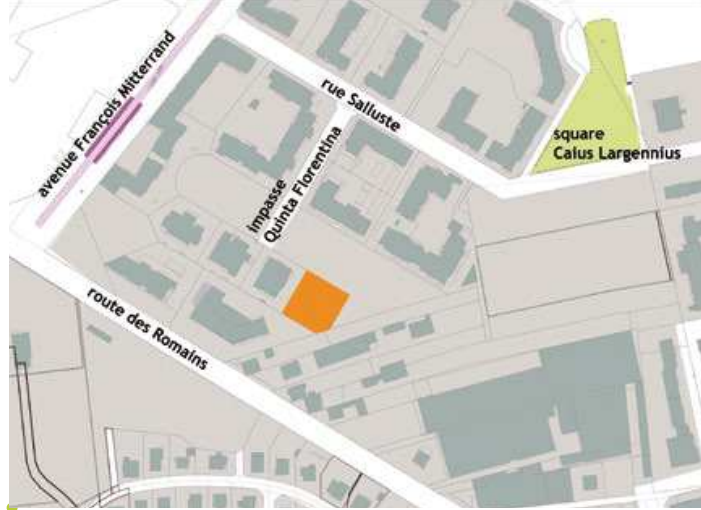 avenue François Mitterrand
rue Salluste
square
Caius Largennius
impasse
Quinta Florentina
route des Romains